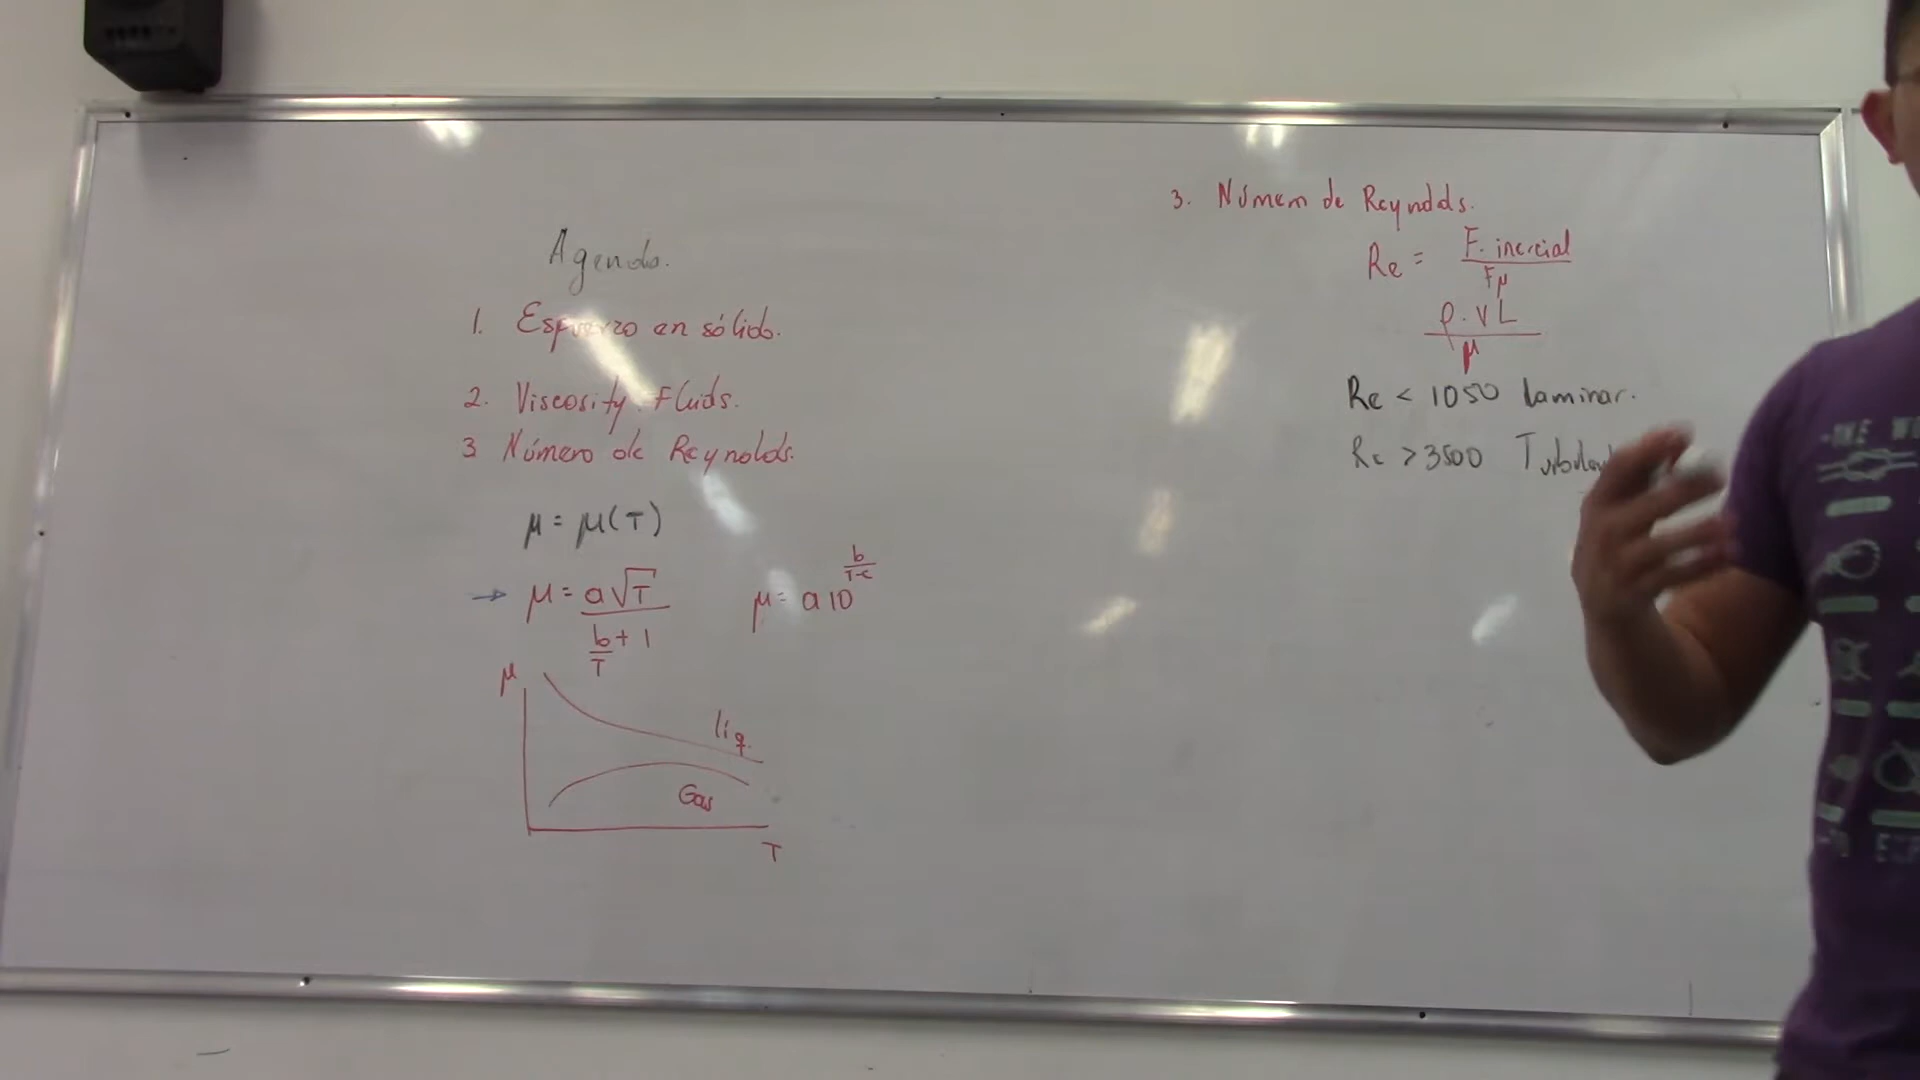 Agenda.
1. Esfuerzo en sólido.
2. Viscosity Fluids.
3 Número de Reynolds.
μ = μ(T)
→ μ = a√T / (b/T + 1)
μ = a 10^(b/(T-c))
μ
liq.
Gas
T
3. Número de Reynolds.
Re = F. inercial / Fμ
ρ. v L / μ
Re < 1050 laminar.
Re > 3500